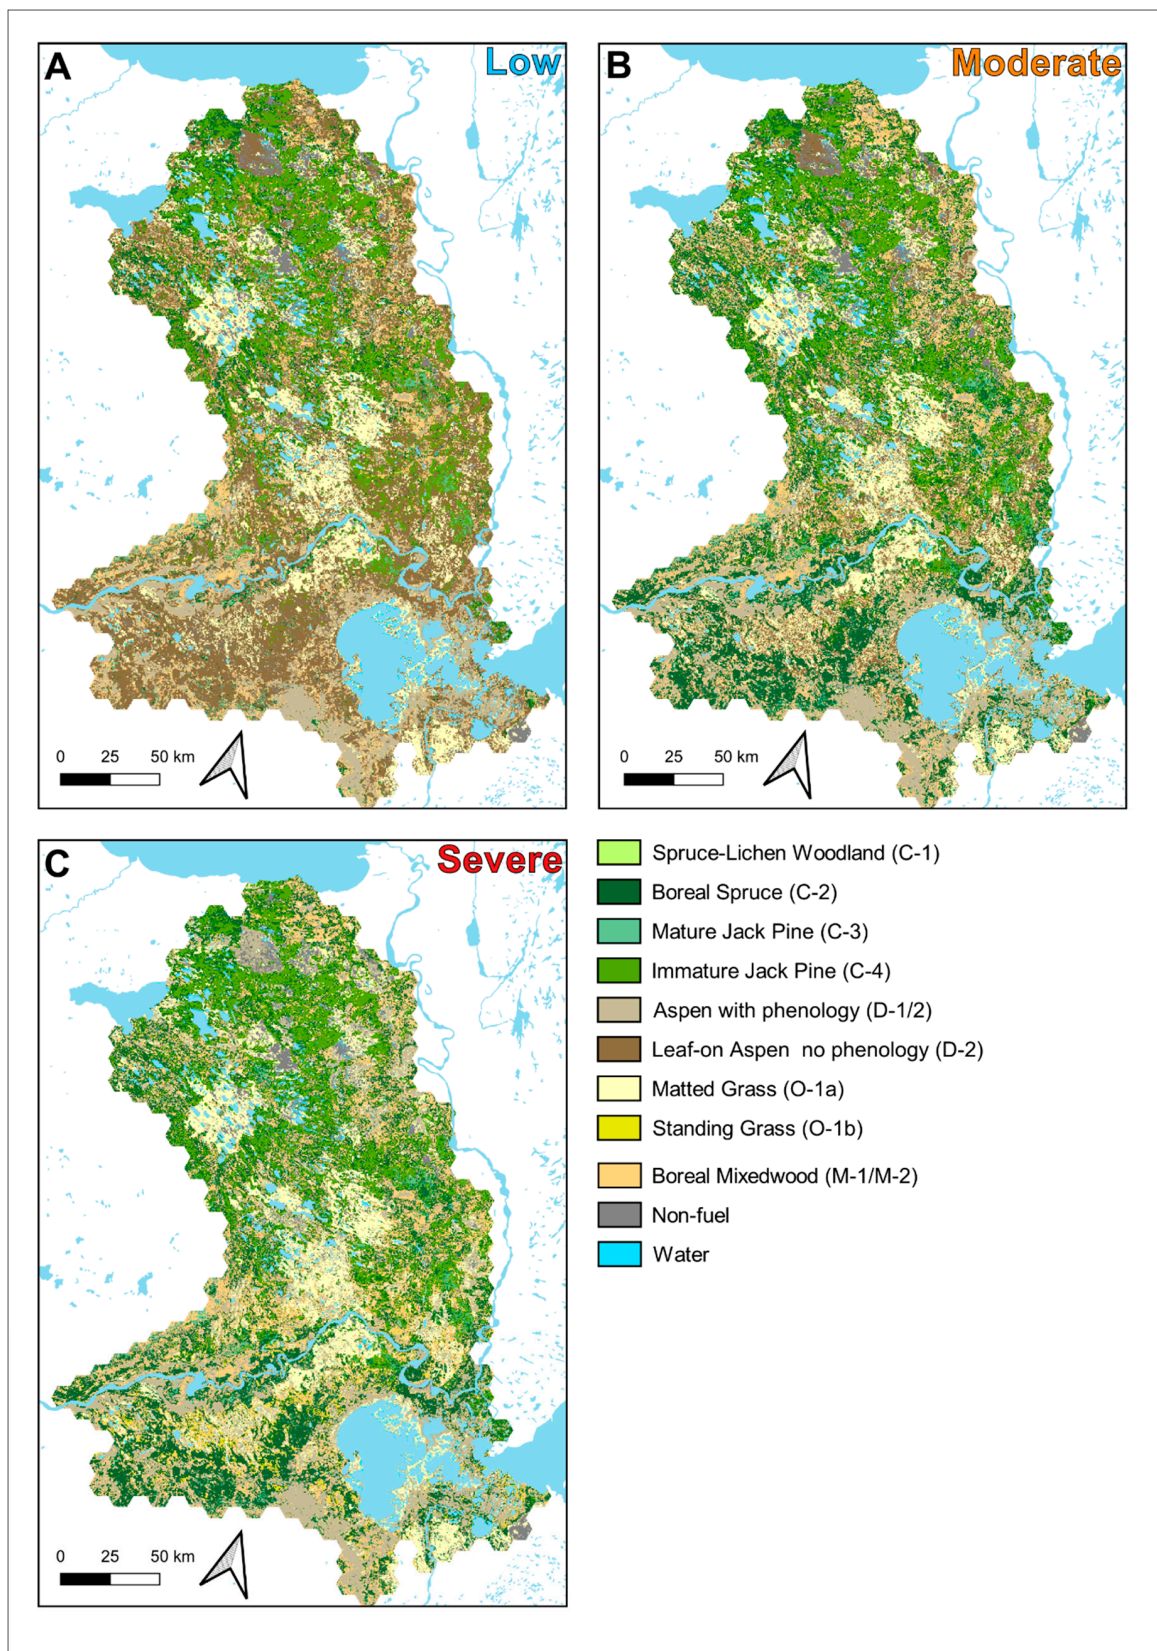 A
Low
0 25 50 km
B
Moderate
0 25 50 km
C
Severe
0 25 50 km
Spruce-Lichen Woodland (C-1)
Boreal Spruce (C-2)
Mature Jack Pine (C-3)
Immature Jack Pine (C-4)
Aspen with phenology (D-1/2)
Leaf-on Aspen  no phenology (D-2)
Matted Grass (O-1a)
Standing Grass (O-1b)
Boreal Mixedwood (M-1/M-2)
Non-fuel
Water